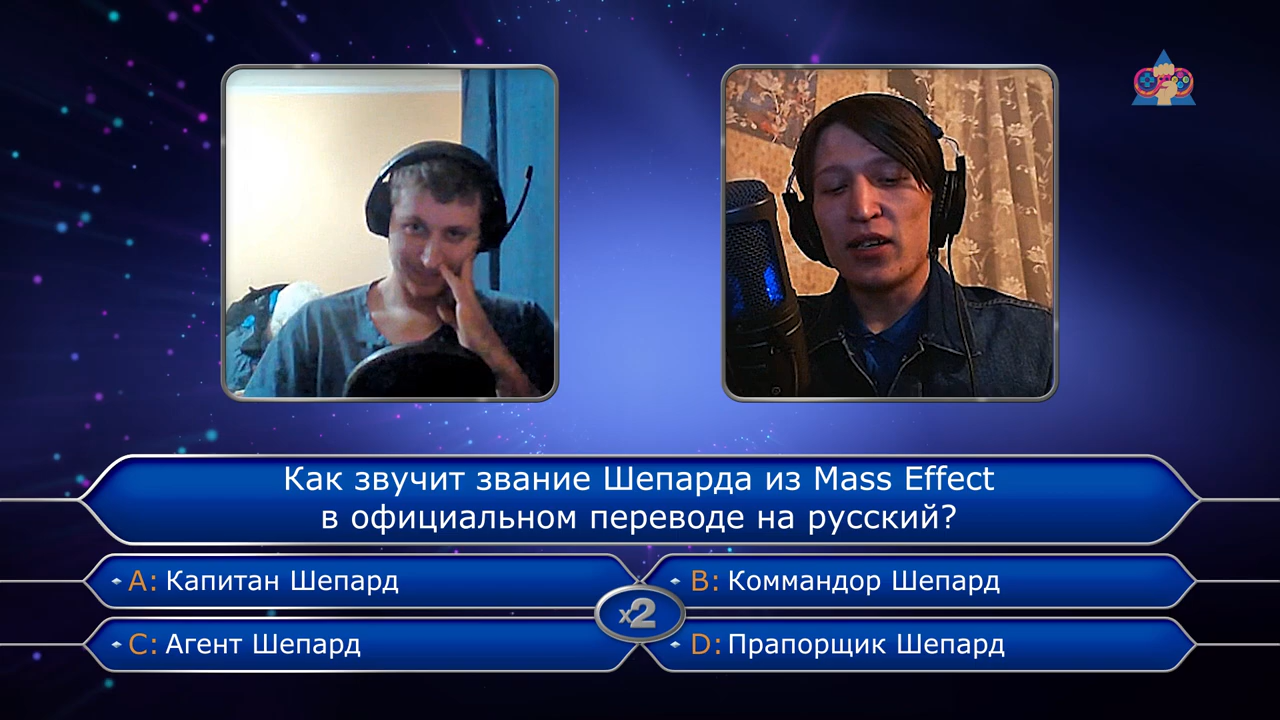 Как звучит звание Шепарда из Mass Effect
в официальном переводе на русский?
A: Капитан Шепард
B: Коммандор Шепард
x2
C: Агент Шепард
D: Прапорщик Шепард